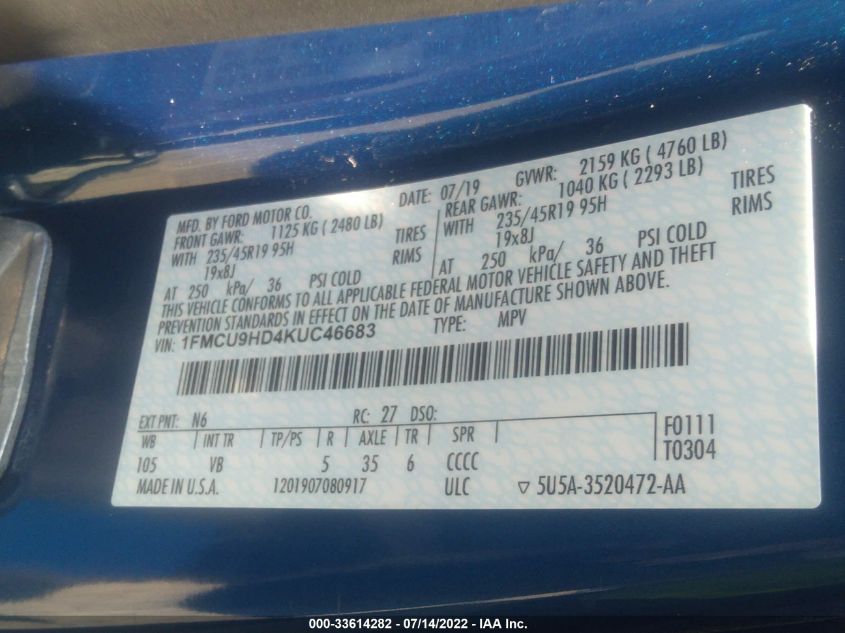 MFD. BY FORD MOTOR CO. DATE: 07/19 GVWR: 2159 KG ( 4760 LB)
FRONT GAWR: 1125 KG ( 2480 LB) REAR GAWR: 1040 KG ( 2293 LB)
WITH 235/45R19 95H TIRES WITH 235/45R19 95H TIRES
19x8J RIMS 19x8J RIMS
AT 250 kPa/ 36 PSI COLD AT 250 kPa/ 36 PSI COLD
THIS VEHICLE CONFORMS TO ALL APPLICABLE FEDERAL MOTOR VEHICLE SAFETY AND THEFT
PREVENTION STANDARDS IN EFFECT ON THE DATE OF MANUFACTURE SHOWN ABOVE.
VIN: 1FMCU9HD4KUC46683 TYPE: MPV
EXT PNT: N6 RC: 27 DSO: F0111
WB INT TR TP/PS R AXLE TR SPR T0304
105 VB 5 35 6 CCCC
MADE IN U.S.A. 1201907080917 ULC ▽ 5U5A-3520472-AA
000-33614282 - 07/14/2022 - IAA Inc.